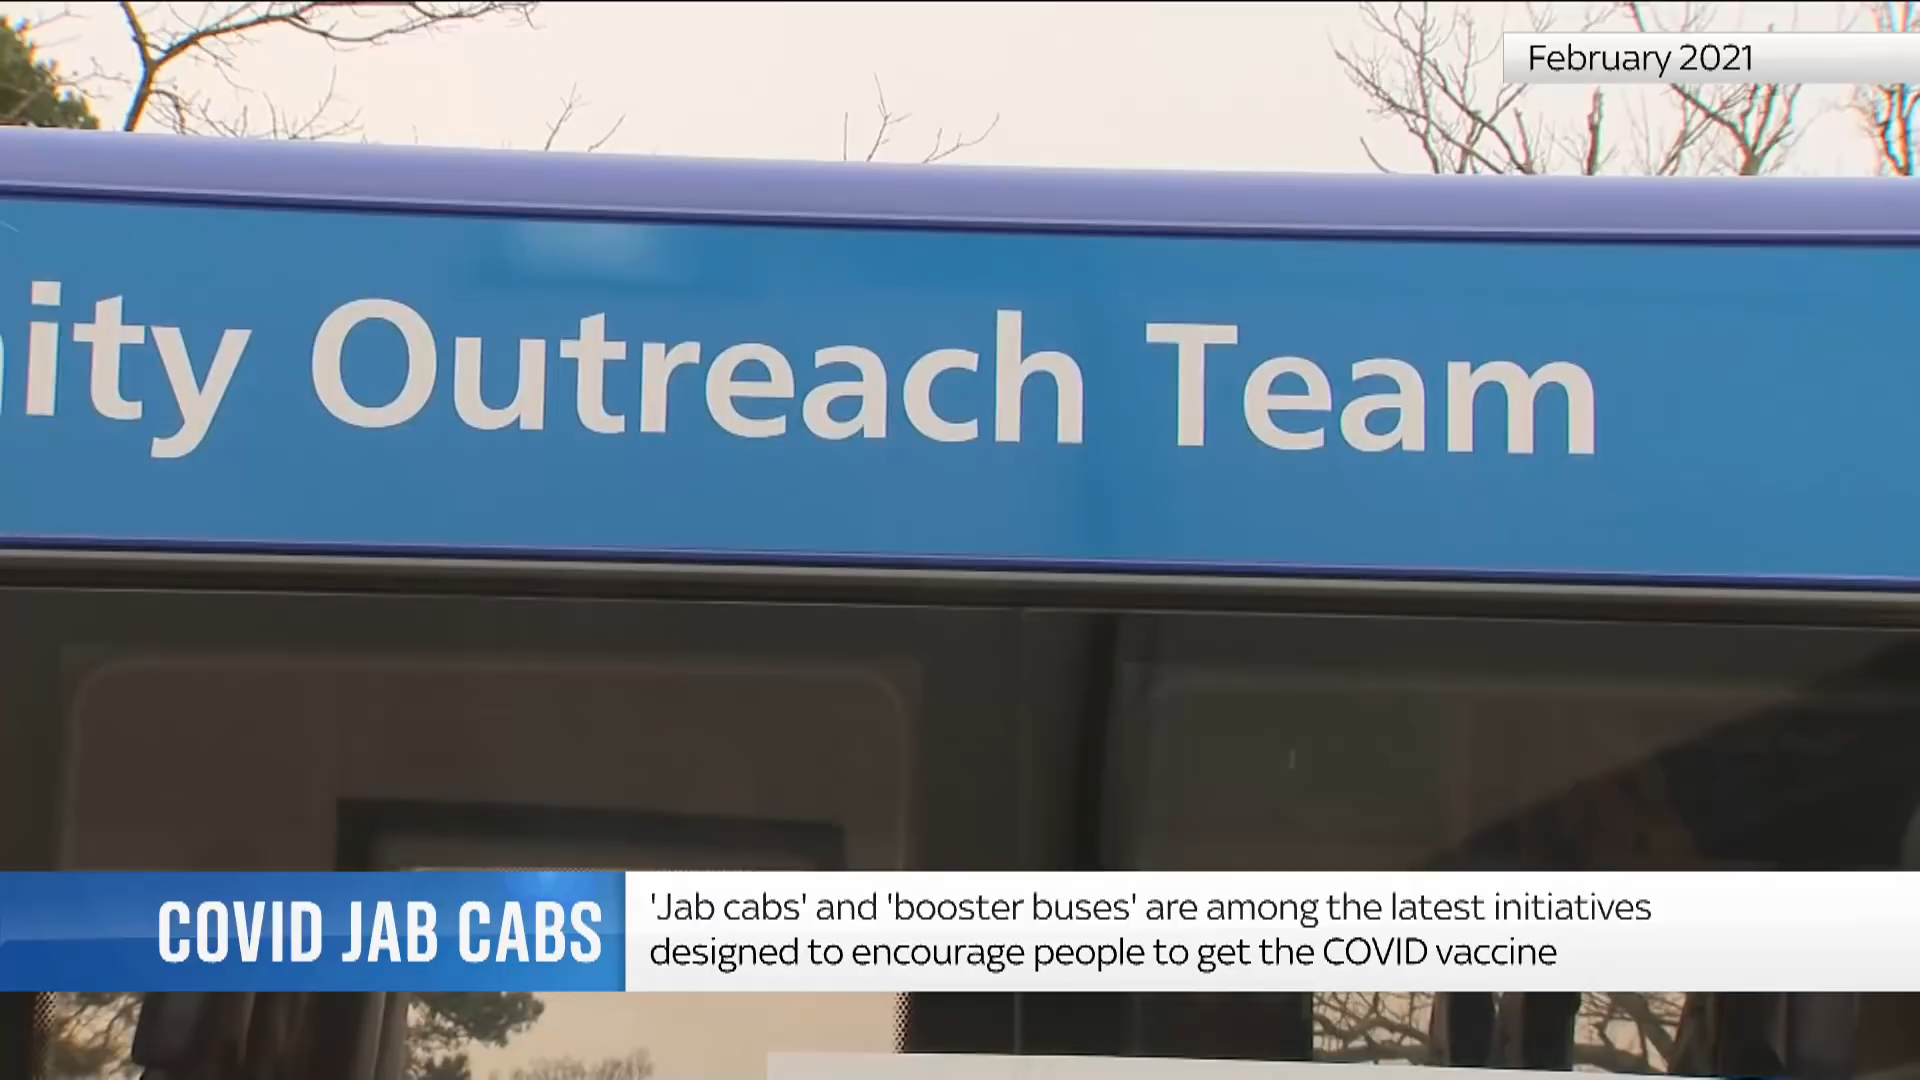 February 2021
ity Outreach Team
COVID JAB CABS
'Jab cabs' and 'booster buses' are among the latest initiatives
designed to encourage people to get the COVID vaccine